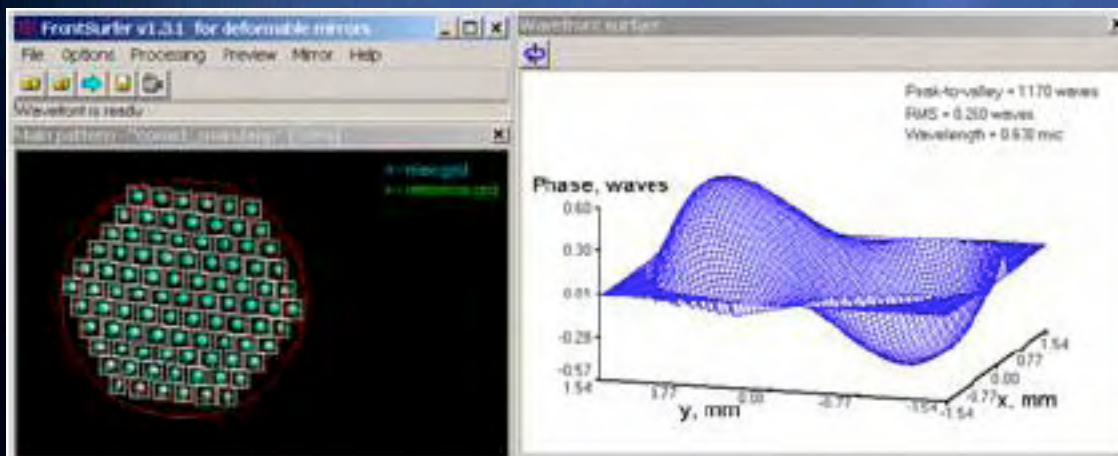 FrontSurfer v1.3.1 for deformable mirrors
File Options Processing Preview Mirror Help
Wavefront is ready
Main pattern
Wavefront surface
Peak-to-valley = 1.170 waves
RMS = 0.260 waves
Wavelength = 0.630 mic
Phase, waves
0.60
0.30
0.01
-0.28
-0.57
1.54
0.77
0.00
-0.77
-1.54
y, mm
-1.54
-0.77
0.00
0.77
1.54
x, mm